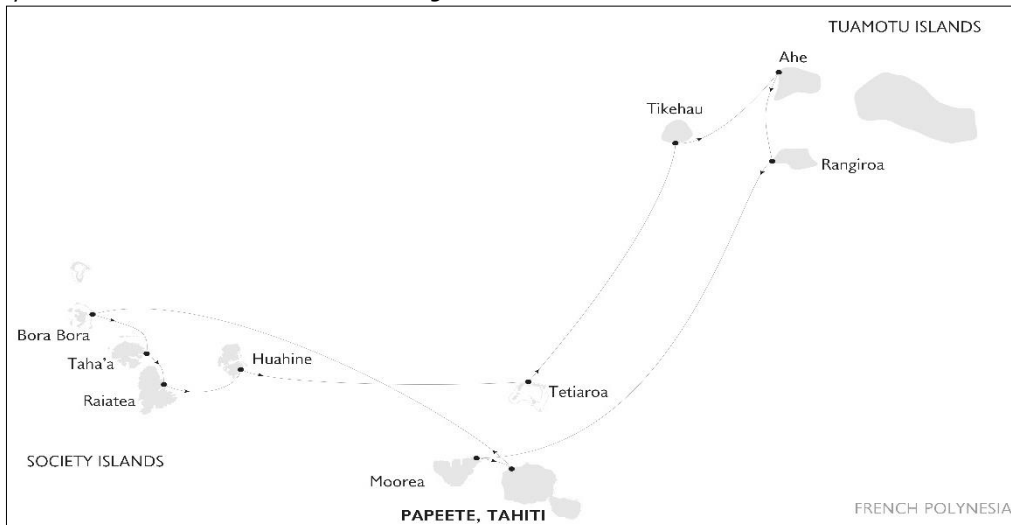 TUAMOTU ISLANDS
Ahe
Tikehau
Rangiroa
Bora Bora
Taha'a
Huahine
Raiatea
Tetiaroa
SOCIETY ISLANDS
Moorea
PAPEETE, TAHITI
FRENCH POLYNESIA